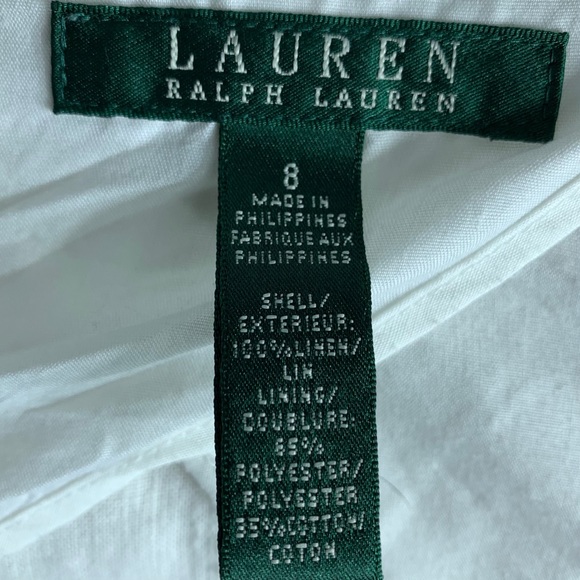 LAUREN
RALPH LAUREN
8
MADE IN
PHILIPPINES
FABRIQUE AUX
PHILIPPINES
SHELL/
EXTERIEUR:
100%LINEN/
LIN
LINING/
DOUBLURE:
65%
POLYESTER/
POLYESTER
35%COTTON/
COTON